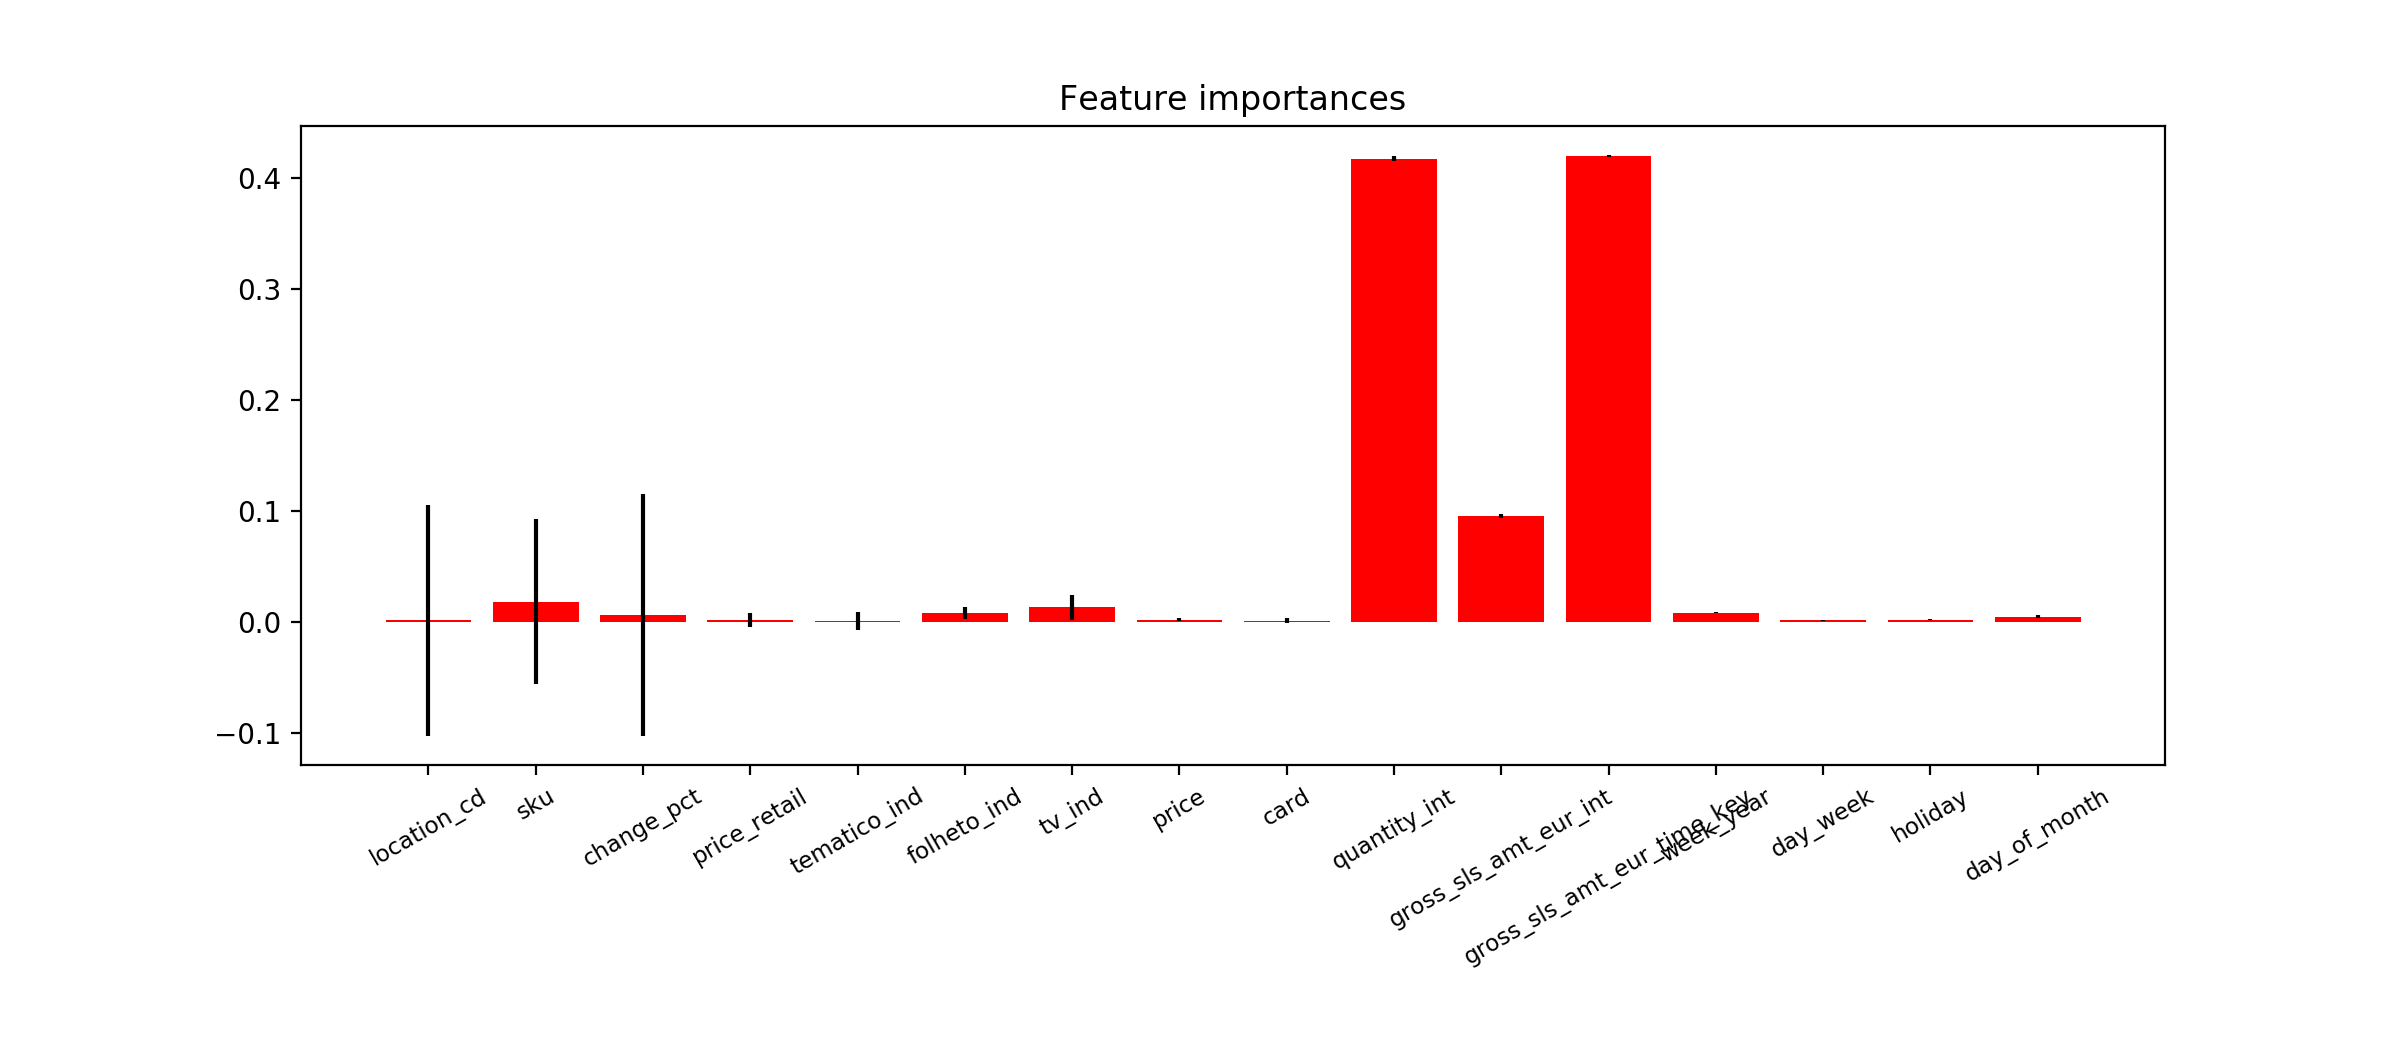 Feature importances
0.4
0.3
0.2
0.1
0.0
−0.1
location_cd
sku
change_pct
price_retail
tematico_ind
folheto_ind
tv_ind
price
card
quantity_int
gross_sls_amt_eur_int
gross_sls_amt_eur_time_key
week_year
day_week
holiday
day_of_month